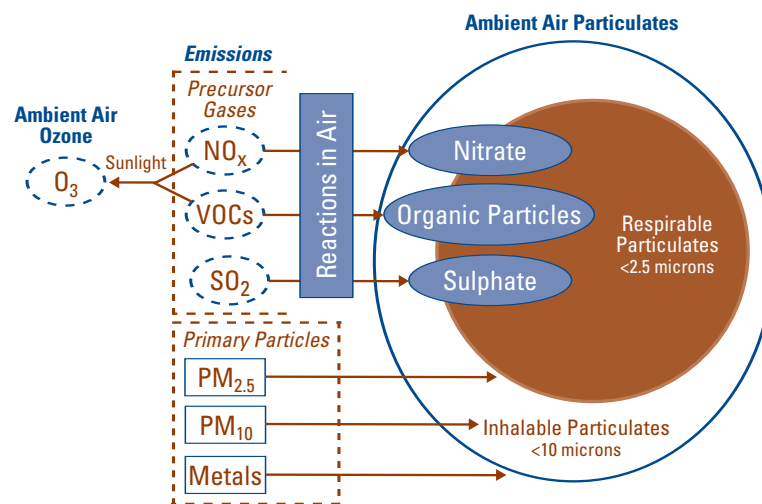 Ambient Air Particulates
Emissions
Precursor
Gases
Ambient Air
Ozone
Sunlight
O₃
NOₓ
VOCs
SO₂
Reactions in Air
Nitrate
Organic Particles
Sulphate
Respirable
Particulates
<2.5 microns
Primary Particles
PM₂.₅
PM₁₀
Metals
Inhalable Particulates
<10 microns